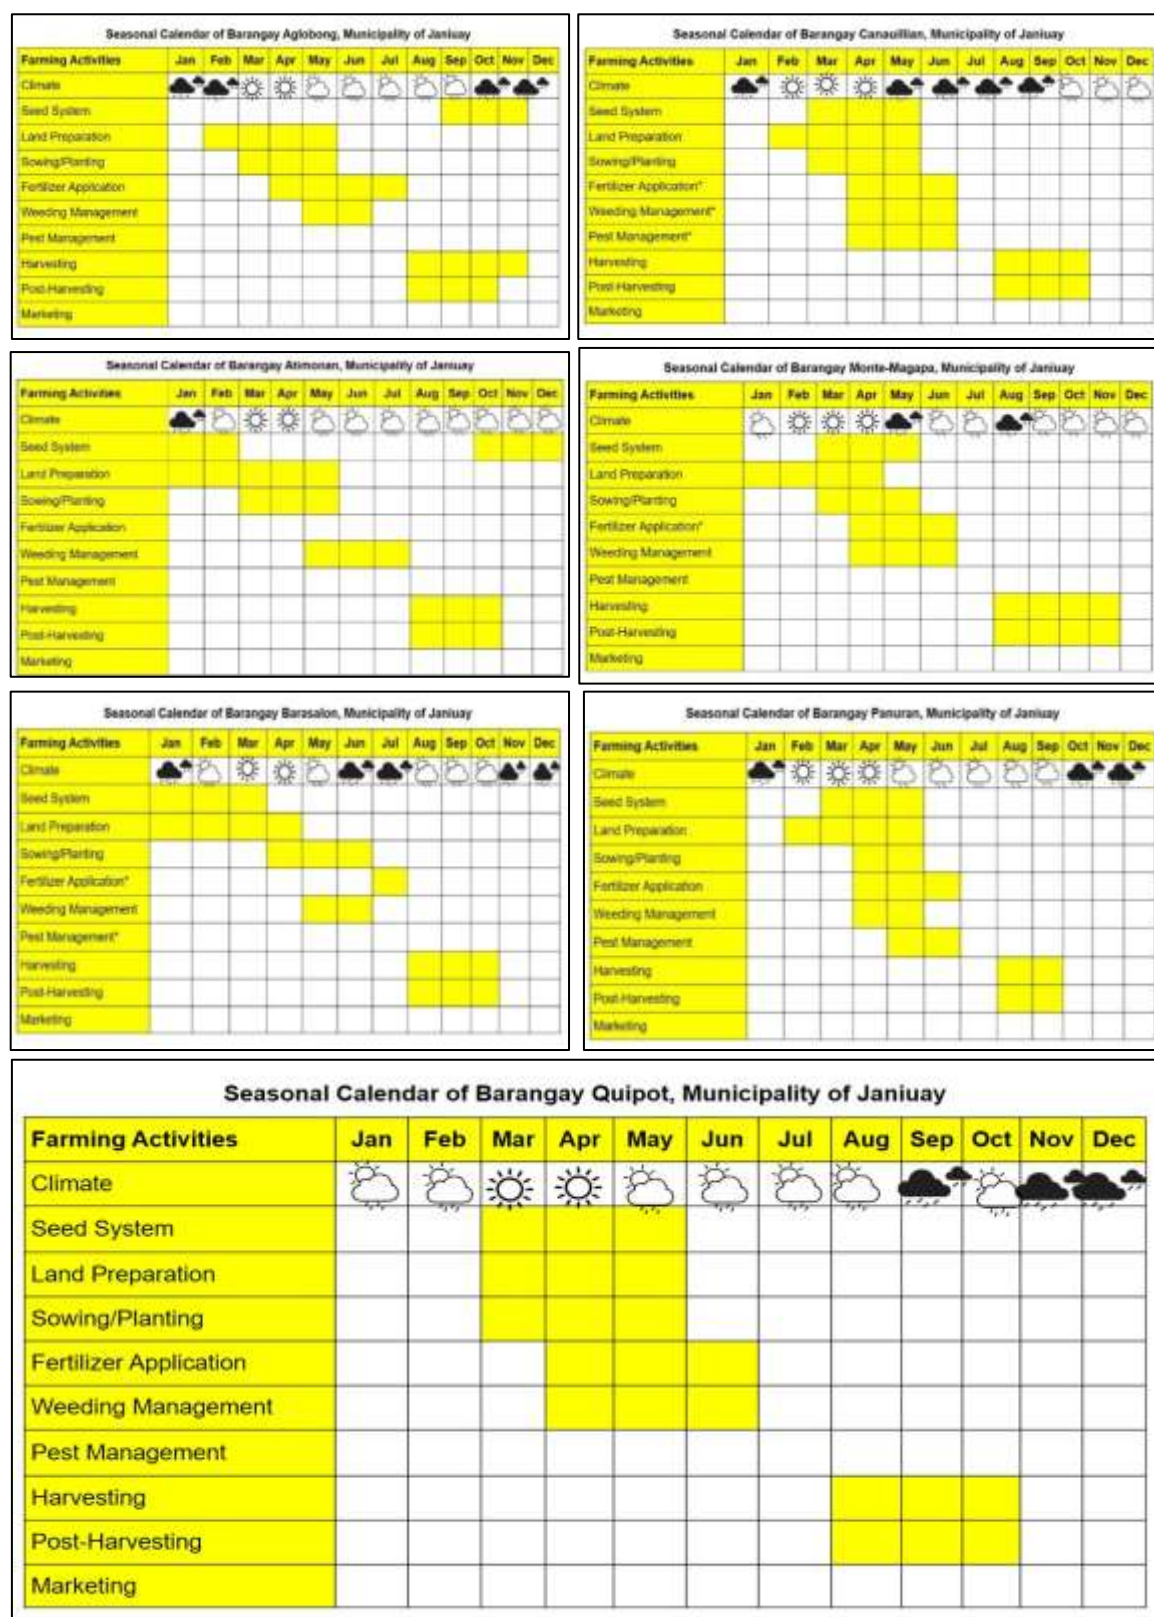 Seasonal Calendar of Barangay Aglobong, Municipality of Janiuay
Farming Activities Jan Feb Mar Apr May Jun Jul Aug Sep Oct Nov Dec
Climate
Seed System
Land Preparation
Sowing/Planting
Fertilizer Application
Weeding Management
Pest Management
Harvesting
Post-Harvesting
Marketing
Seasonal Calendar of Barangay Canauillian, Municipality of Janiuay
Farming Activities Jan Feb Mar Apr May Jun Jul Aug Sep Oct Nov Dec
Climate
Seed System
Land Preparation
Sowing/Planting
Fertilizer Application*
Weeding Management*
Pest Management*
Harvesting
Post-Harvesting
Marketing
Seasonal Calendar of Barangay Atimonan, Municipality of Janiuay
Farming Activities Jan Feb Mar Apr May Jun Jul Aug Sep Oct Nov Dec
Climate
Seed System
Land Preparation
Sowing/Planting
Fertilizer Application
Weeding Management
Pest Management
Harvesting
Post-Harvesting
Marketing
Seasonal Calendar of Barangay Monte-Magapa, Municipality of Janiuay
Farming Activities Jan Feb Mar Apr May Jun Jul Aug Sep Oct Nov Dec
Climate
Seed System
Land Preparation
Sowing/Planting
Fertilizer Application*
Weeding Management
Pest Management
Harvesting
Post-Harvesting
Marketing
Seasonal Calendar of Barangay Barasalon, Municipality of Janiuay
Farming Activities Jan Feb Mar Apr May Jun Jul Aug Sep Oct Nov Dec
Climate
Seed System
Land Preparation
Sowing/Planting
Fertilizer Application*
Weeding Management
Pest Management*
Harvesting
Post-Harvesting
Marketing
Seasonal Calendar of Barangay Panuran, Municipality of Janiuay
Farming Activities Jan Feb Mar Apr May Jun Jul Aug Sep Oct Nov Dec
Climate
Seed System
Land Preparation
Sowing/Planting
Fertilizer Application
Weeding Management
Pest Management
Harvesting
Post-Harvesting
Marketing
Seasonal Calendar of Barangay Quipot, Municipality of Janiuay
Farming Activities Jan Feb Mar Apr May Jun Jul Aug Sep Oct Nov Dec
Climate
Seed System
Land Preparation
Sowing/Planting
Fertilizer Application
Weeding Management
Pest Management
Harvesting
Post-Harvesting
Marketing